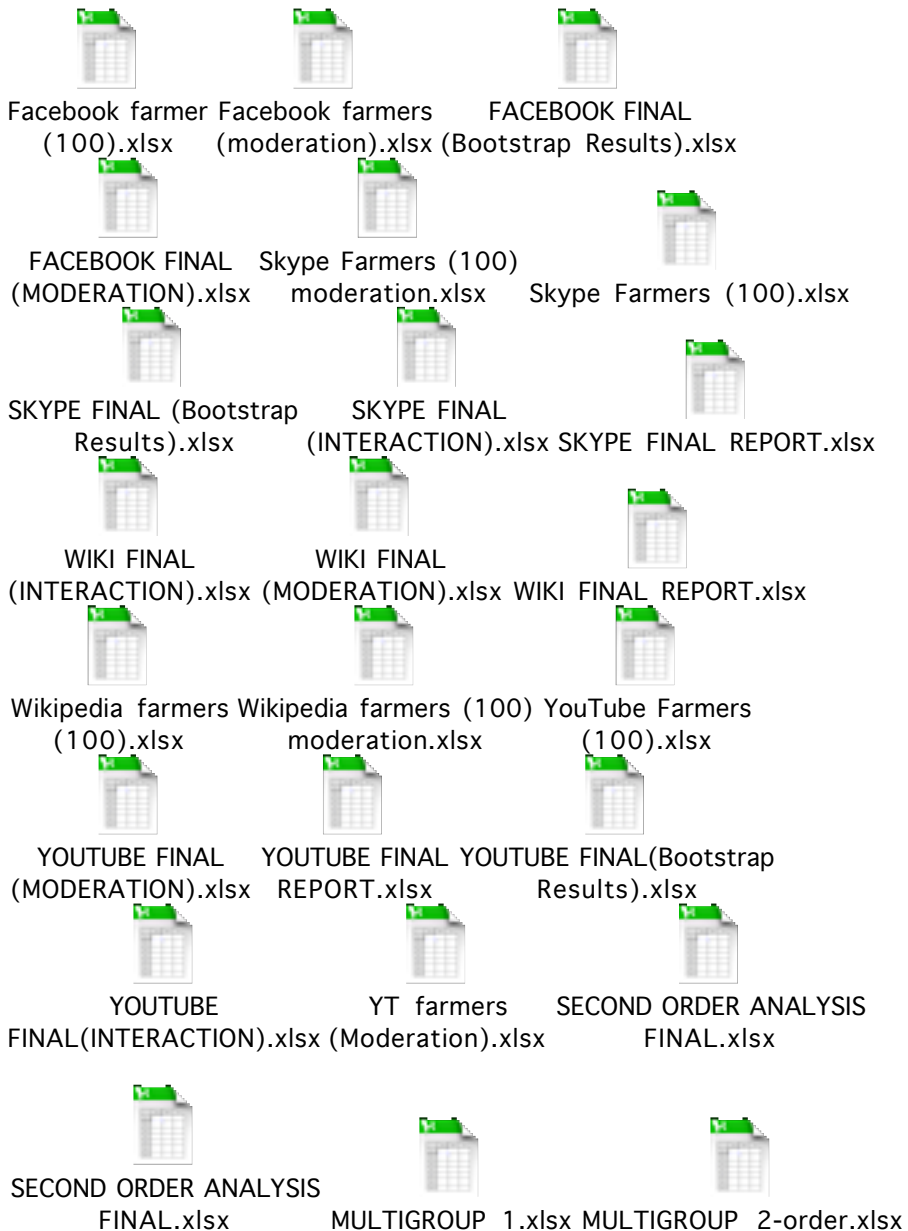 Facebook farmer Facebook farmers FACEBOOK FINAL
(100).xlsx (moderation).xlsx (Bootstrap Results).xlsx
FACEBOOK FINAL Skype Farmers (100)
(MODERATION).xlsx moderation.xlsx Skype Farmers (100).xlsx
SKYPE FINAL (Bootstrap SKYPE FINAL
Results).xlsx (INTERACTION).xlsx SKYPE FINAL REPORT.xlsx
WIKI FINAL WIKI FINAL
(INTERACTION).xlsx (MODERATION).xlsx WIKI FINAL REPORT.xlsx
Wikipedia farmers Wikipedia farmers (100) YouTube Farmers
(100).xlsx moderation.xlsx (100).xlsx
YOUTUBE FINAL YOUTUBE FINAL YOUTUBE FINAL(Bootstrap
(MODERATION).xlsx REPORT.xlsx Results).xlsx
YOUTUBE YT farmers SECOND ORDER ANALYSIS
FINAL(INTERACTION).xlsx (Moderation).xlsx FINAL.xlsx
SECOND ORDER ANALYSIS
FINAL.xlsx MULTIGROUP 1.xlsx MULTIGROUP 2-order.xlsx